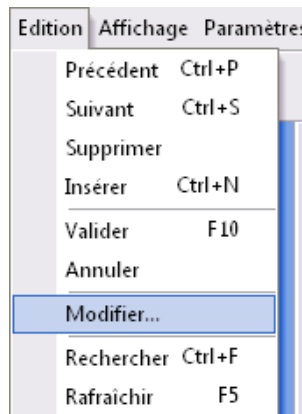 Edition Affichage Paramètres
Précédent Ctrl+P
Suivant Ctrl+S
Supprimer
Insérer Ctrl+N
Valider F10
Annuler
Modifier...
Rechercher Ctrl+F
Rafraîchir F5